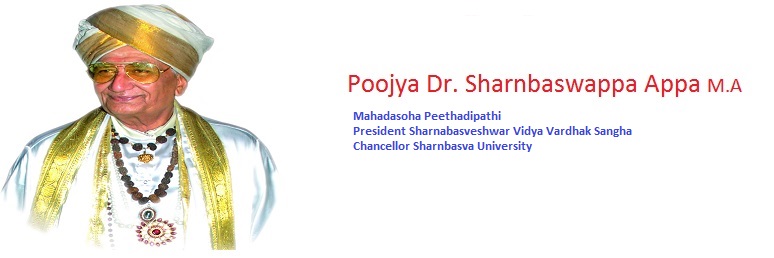 Poojya Dr. Sharnbaswappa Appa M.A
Mahadasoha Peethadipathi
President Sharnabasveshwar Vidya Vardhak Sangha
Chancellor Sharnbasva University